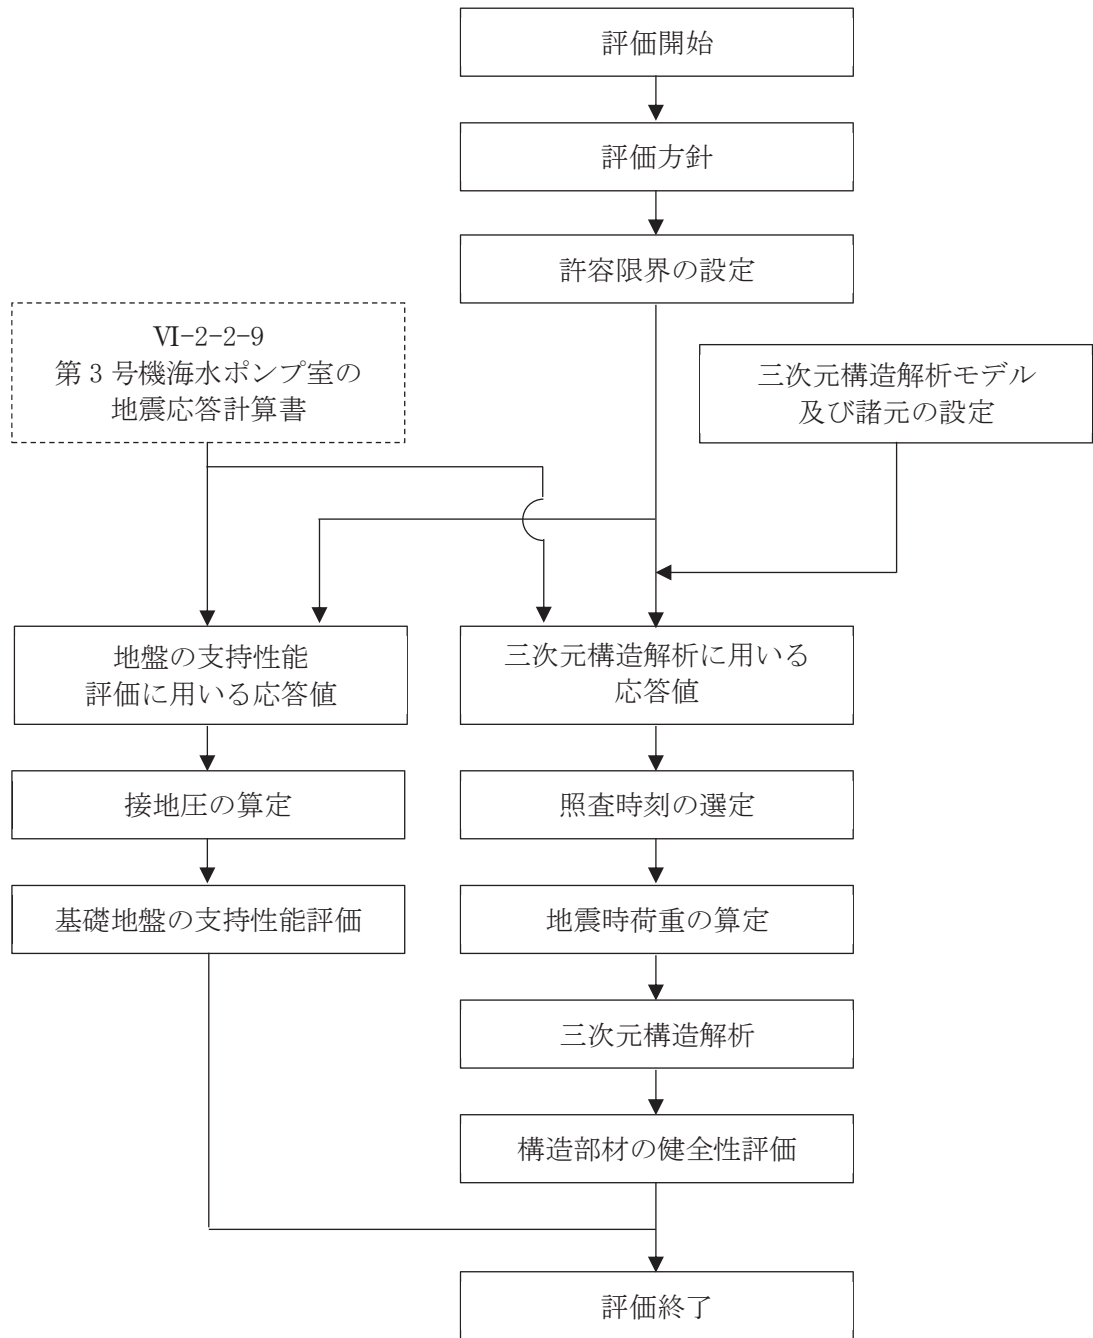 評価開始
評価方針
許容限界の設定
Ⅵ-2-2-9
第 3 号機海水ポンプ室の
地震応答計算書
三次元構造解析モデル
及び諸元の設定
地盤の支持性能
評価に用いる応答値
三次元構造解析に用いる
応答値
接地圧の算定
照査時刻の選定
基礎地盤の支持性能評価
地震時荷重の算定
三次元構造解析
構造部材の健全性評価
評価終了